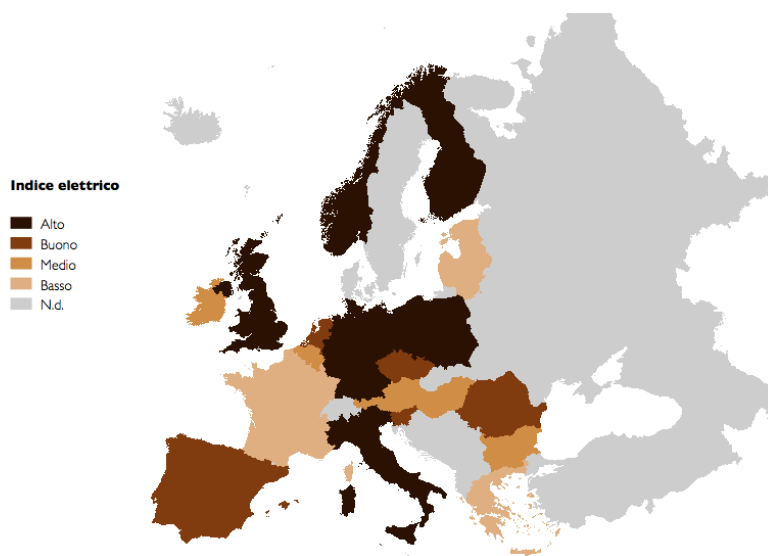 Indice elettrico
Alto
Buono
Medio
Basso
N.d.